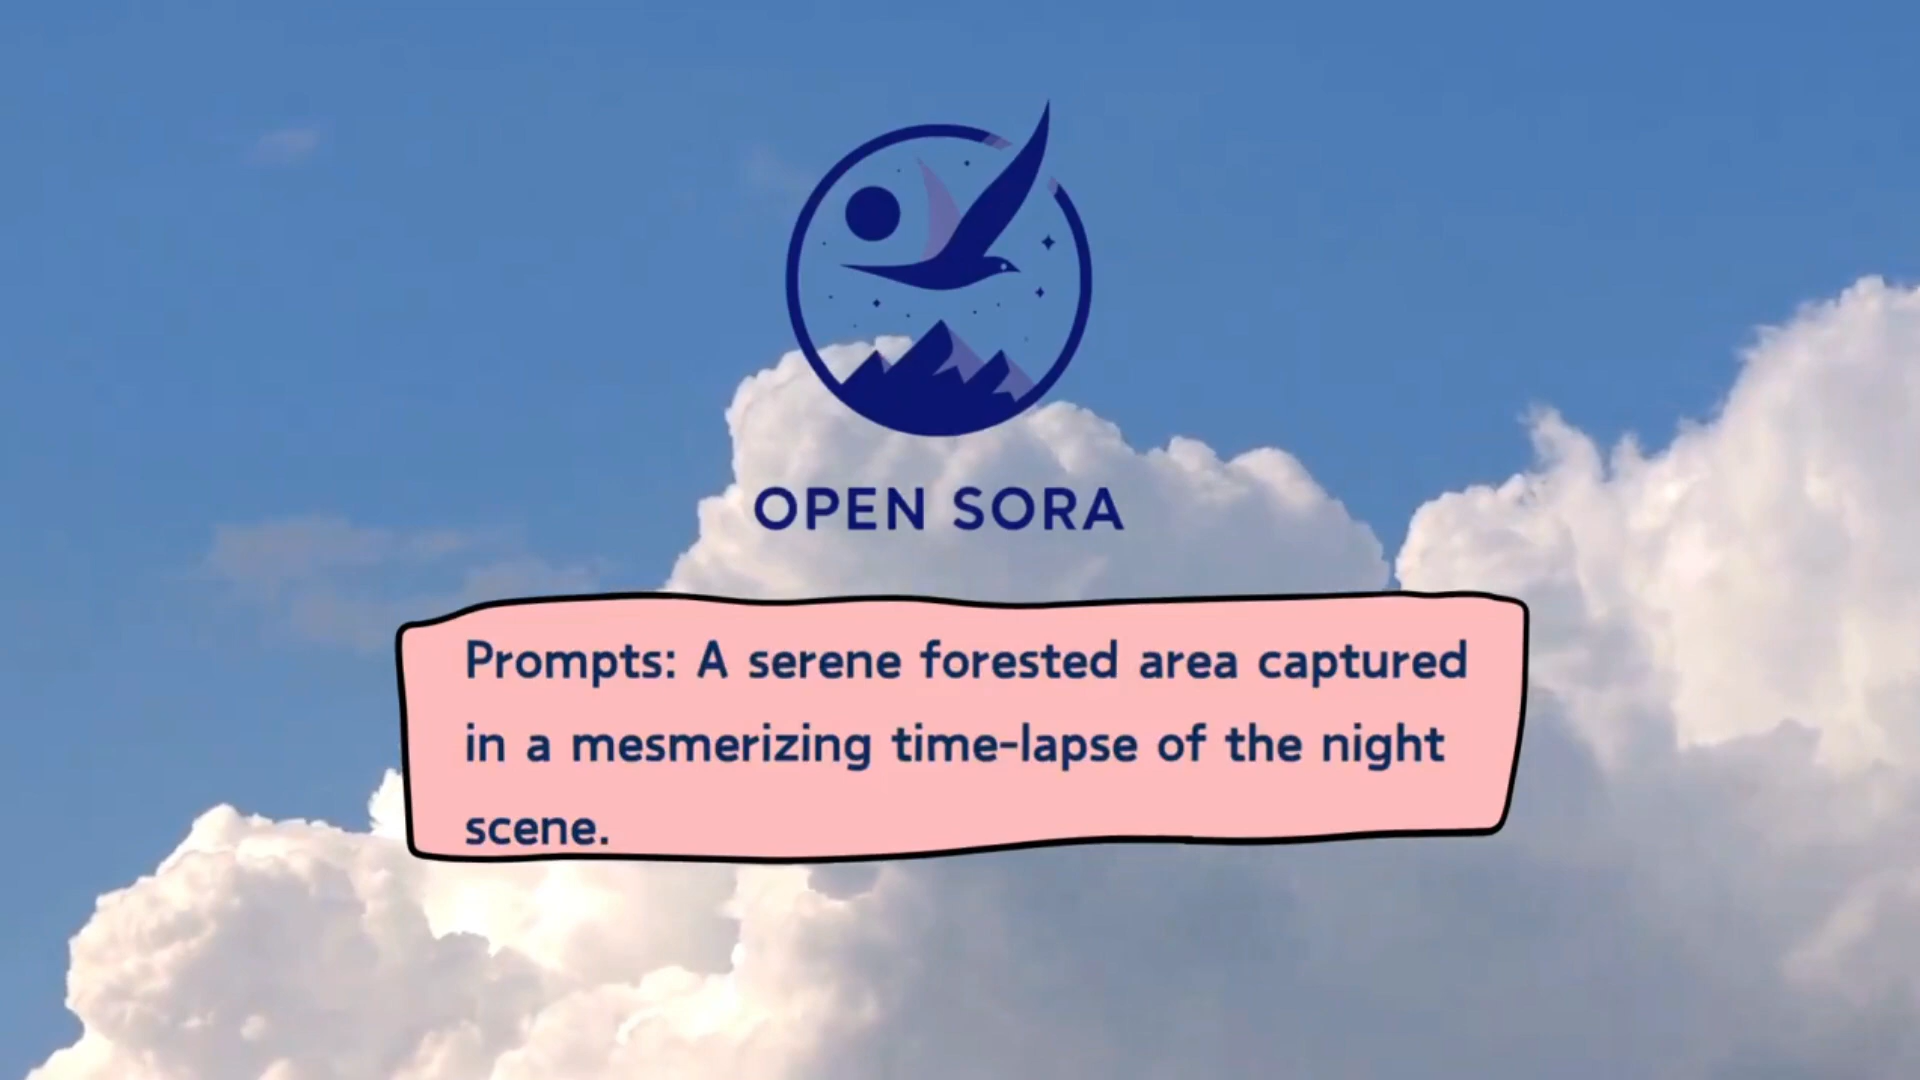 OPEN SORA
Prompts: A serene forested area captured
in a mesmerizing time-lapse of the night
scene.